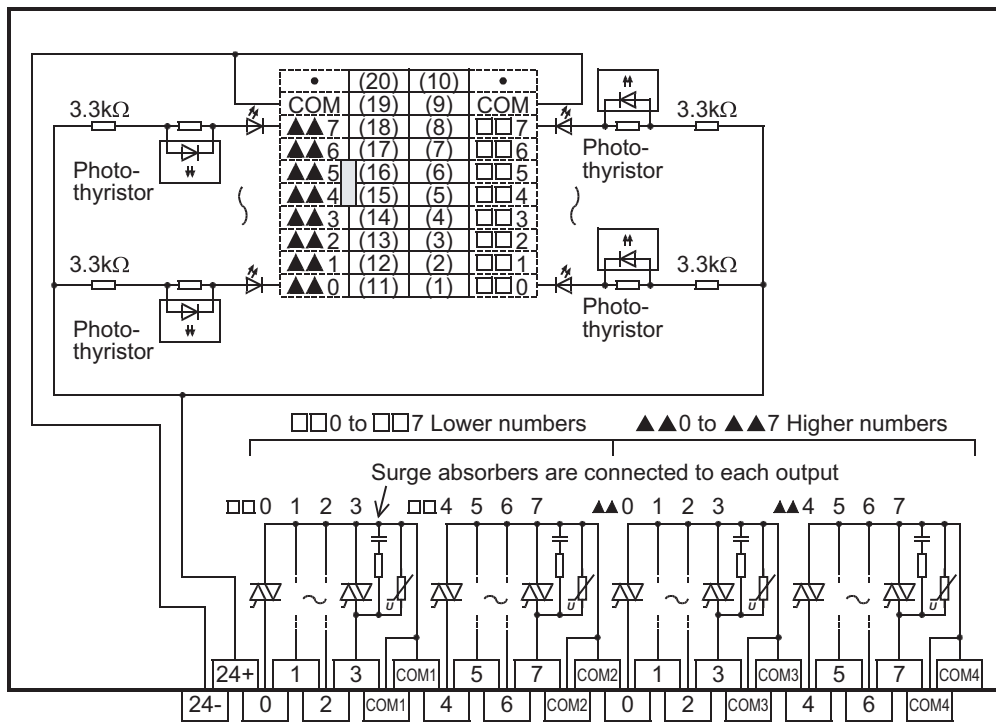 • (20) (10) •
COM (19) (9) COM
▲▲7 (18) (8) □□7
▲▲6 (17) (7) □□6
▲▲5 (16) (6) □□5
▲▲4 (15) (5) □□4
▲▲3 (14) (4) □□3
▲▲2 (13) (3) □□2
▲▲1 (12) (2) □□1
▲▲0 (11) (1) □□0
3.3kΩ
Photo-
thyristor
3.3kΩ
Photo-
thyristor
3.3kΩ
Photo-
thyristor
3.3kΩ
Photo-
thyristor
□□0 to □□7 Lower numbers ▲▲0 to ▲▲7 Higher numbers
Surge absorbers are connected to each output
□□0 1 2 3 □□4 5 6 7 ▲▲0 1 2 3 ▲▲4 5 6 7
U U U U
24+ 1 3 COM1 5 7 COM2 1 3 COM3 5 7 COM4
24- 0 2 COM1 4 6 COM2 0 2 COM3 4 6 COM4